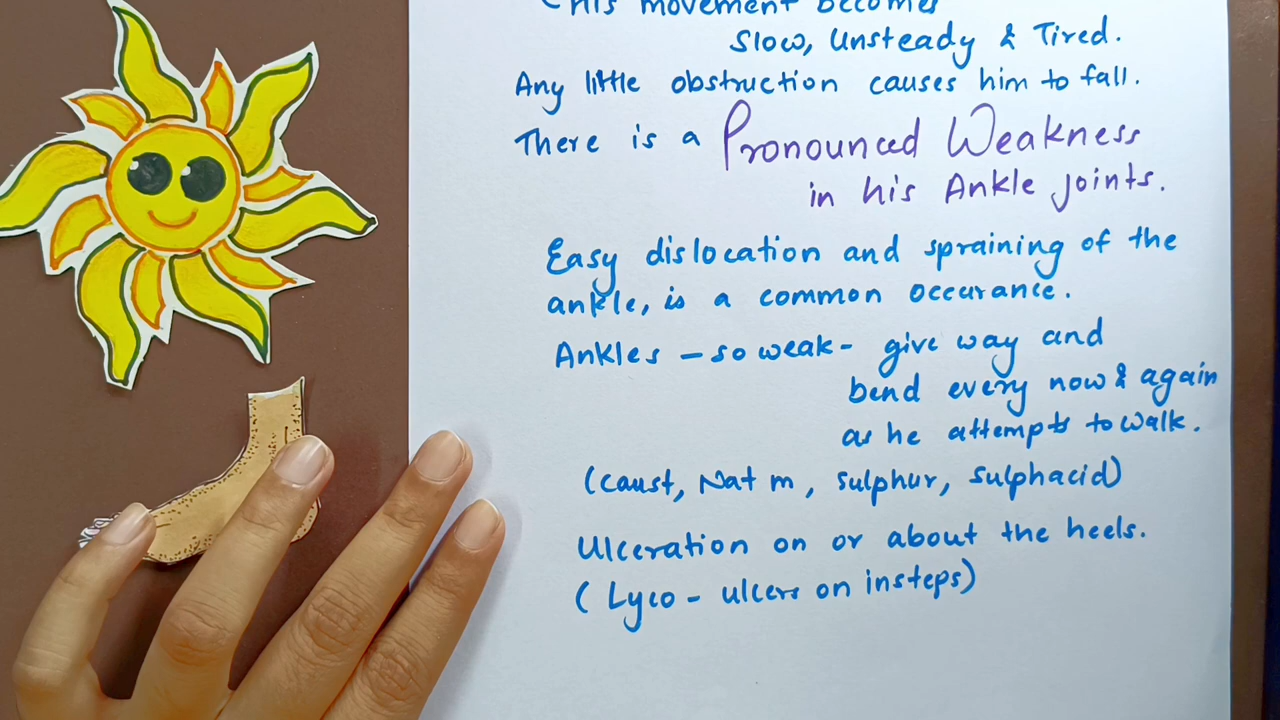 ( His movement becomes
Slow, Unsteady & Tired.
Any little obstruction causes him to fall.
There is a Pronounced Weakness
in his Ankle joints.
Easy dislocation and spraining of the
ankle, is a common occurance.
Ankles – so weak – give way and
bend every now & again
as he attempts to walk.
(caust, Nat m, sulphur, sulphacid)
Ulceration on or about the heels.
( Lyco – ulcers on insteps)